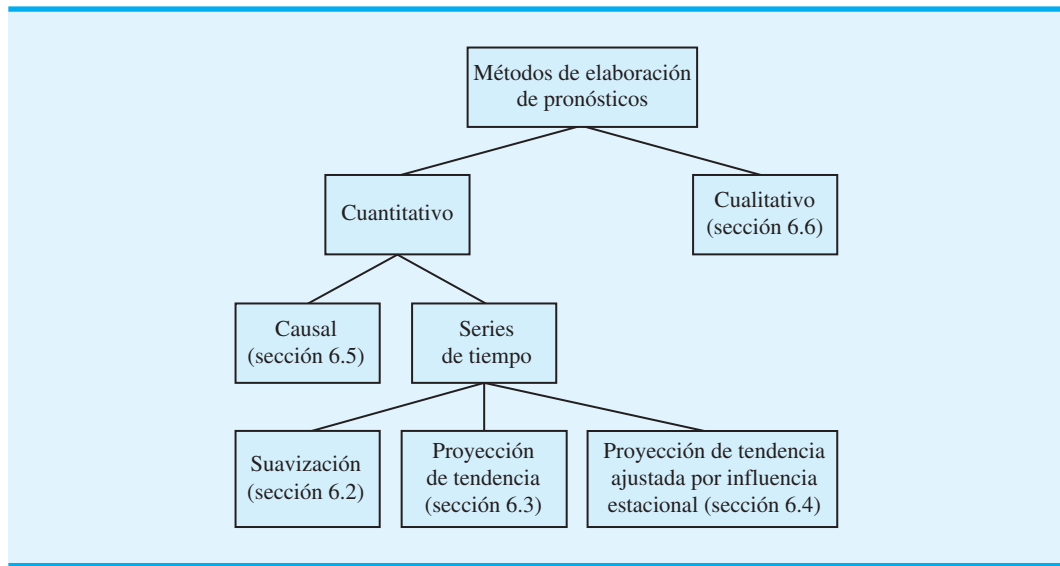 Métodos de elaboración
de pronósticos
Cuantitativo
Cualitativo
(sección 6.6)
Causal
(sección 6.5)
Series
de tiempo
Suavización
(sección 6.2)
Proyección
de tendencia
(sección 6.3)
Proyección de tendencia
ajustada por influencia
estacional (sección 6.4)